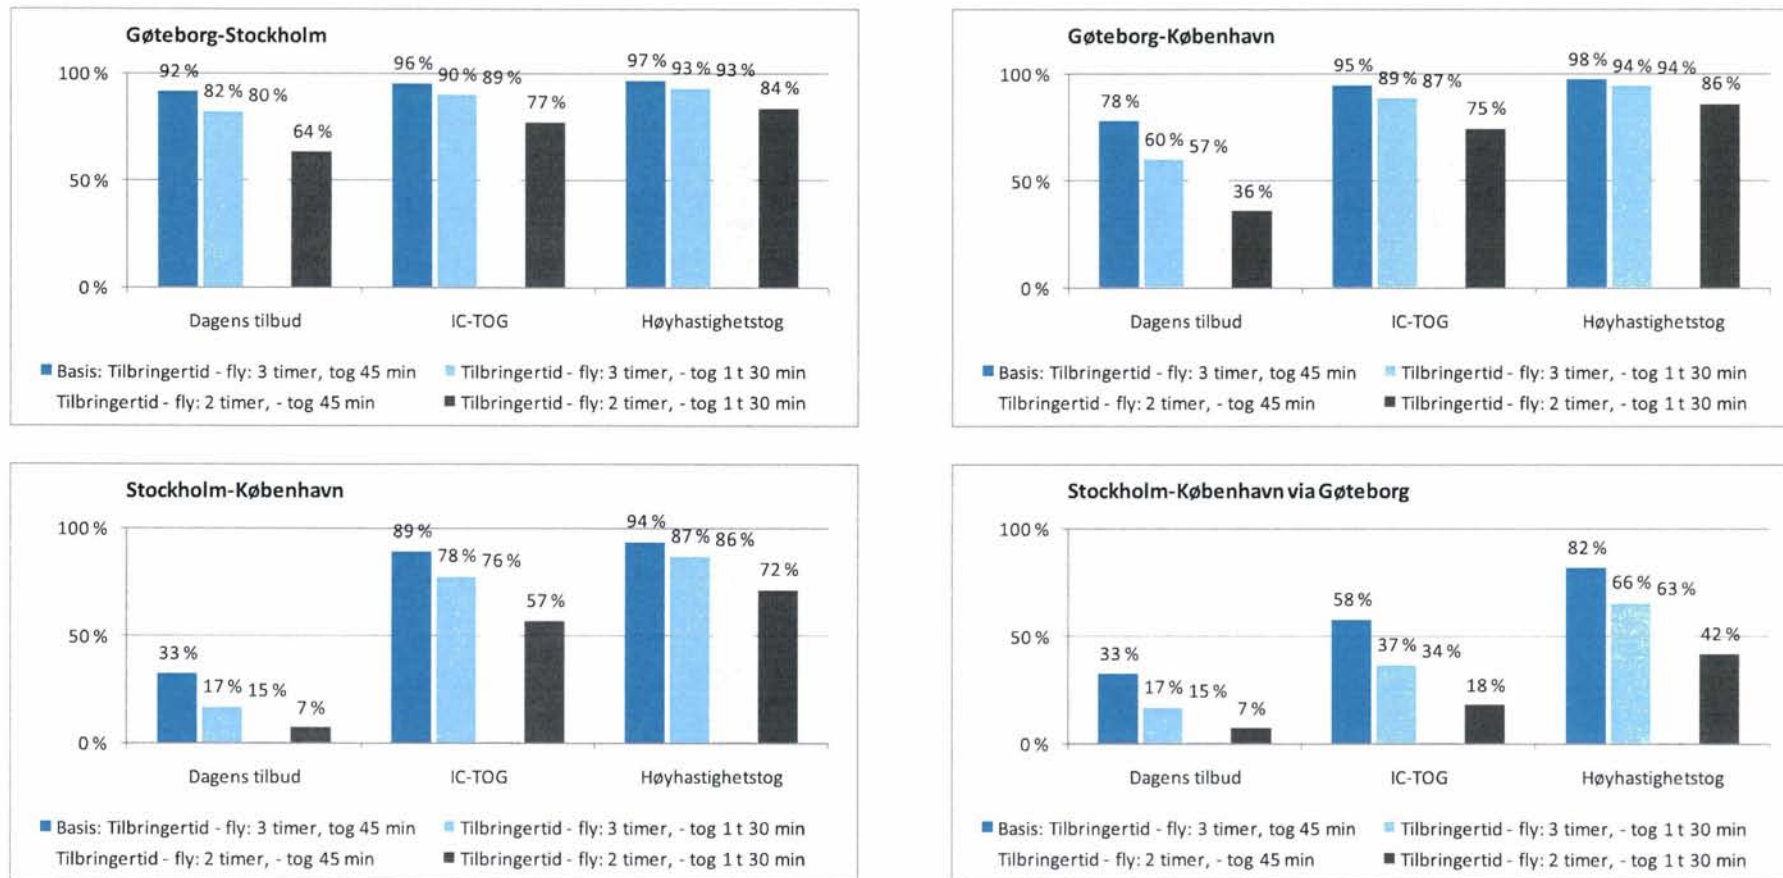 Gøteborg-Stockholm
100 %
50 %
0 %
92 %
82 %
80 %
64 %
96 %
90 %
89 %
77 %
97 %
93 %
93 %
84 %
Dagens tilbud
IC-TOG
Høyhastighetstog
Basis: Tilbringertid - fly: 3 timer, tog 45 min
Tilbringertid - fly: 3 timer, - tog 1 t 30 min
Tilbringertid - fly: 2 timer, - tog 45 min
Tilbringertid - fly: 2 timer, - tog 1 t 30 min
Gøteborg-København
100 %
50 %
0 %
78 %
60 %
57 %
36 %
95 %
89 %
87 %
75 %
98 %
94 %
94 %
86 %
Dagens tilbud
IC-TOG
Høyhastighetstog
Basis: Tilbringertid - fly: 3 timer, tog 45 min
Tilbringertid - fly: 3 timer, - tog 1 t 30 min
Tilbringertid - fly: 2 timer, - tog 45 min
Tilbringertid - fly: 2 timer, - tog 1 t 30 min
Stockholm-København
100 %
50 %
0 %
33 %
17 %
15 %
7 %
89 %
78 %
76 %
57 %
94 %
87 %
86 %
72 %
Dagens tilbud
IC-TOG
Høyhastighetstog
Basis: Tilbringertid - fly: 3 timer, tog 45 min
Tilbringertid - fly: 3 timer, - tog 1 t 30 min
Tilbringertid - fly: 2 timer, - tog 45 min
Tilbringertid - fly: 2 timer, - tog 1 t 30 min
Stockholm-København via Gøteborg
100 %
50 %
0 %
33 %
17 %
15 %
7 %
58 %
37 %
34 %
18 %
82 %
66 %
63 %
42 %
Dagens tilbud
IC-TOG
Høyhastighetstog
Basis: Tilbringertid - fly: 3 timer, tog 45 min
Tilbringertid - fly: 3 timer, - tog 1 t 30 min
Tilbringertid - fly: 2 timer, - tog 45 min
Tilbringertid - fly: 2 timer, - tog 1 t 30 min